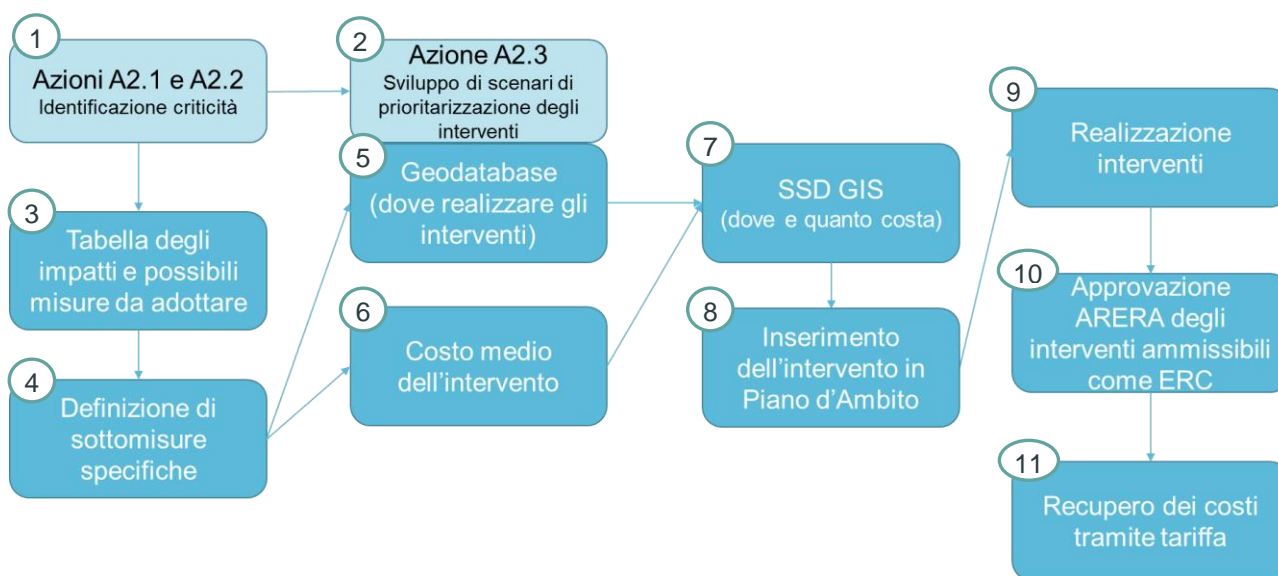 1
Azioni A2.1 e A2.2
Identificazione criticità
2
Azione A2.3
Sviluppo di scenari di
prioritarizzazione degli
interventi
3
Tabella degli
impatti e possibili
misure da adottare
4
Definizione di
sottomisure
specifiche
5
Geodatabase
(dove realizzare gli
interventi)
6
Costo medio
dell'intervento
7
SSD GIS
(dove e quanto costa)
8
Inserimento
dell'intervento in
Piano d'Ambito
9
Realizzazione
interventi
10
Approvazione
ARERA degli
interventi ammissibili
come ERC
11
Recupero dei costi
tramite tariffa